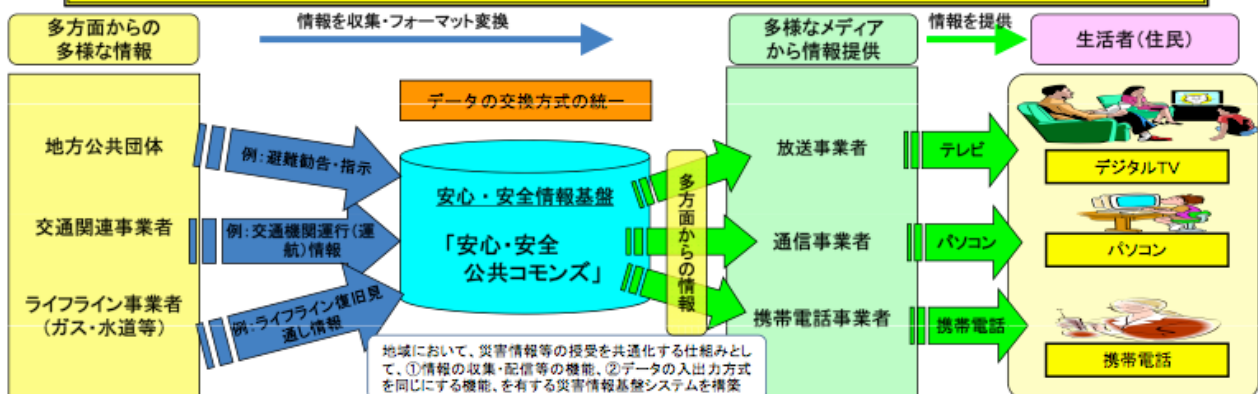 多方面からの
多様な情報
情報を収集・フォーマット変換
多様なメディア
から情報提供
情報を提供
生活者(住民)
データの交換方式の統一
地方公共団体
例:避難勧告・指示
交通関連事業者
例:交通機関運行(運
航)情報
ライフライン事業者
(ガス・水道等)
例:ライフライン復旧見
通し情報
安心・安全情報基盤
「安心・安全
公共コモンズ」
多方面からの情報
放送事業者
テレビ
デジタルTV
通信事業者
パソコン
パソコン
携帯電話事業者
携帯電話
携帯電話
地域において、災害情報等の授受を共通化する仕組みとし
て、①情報の収集・配信等の機能、②データの入出力方式
を同じにする機能、を有する災害情報基盤システムを構築